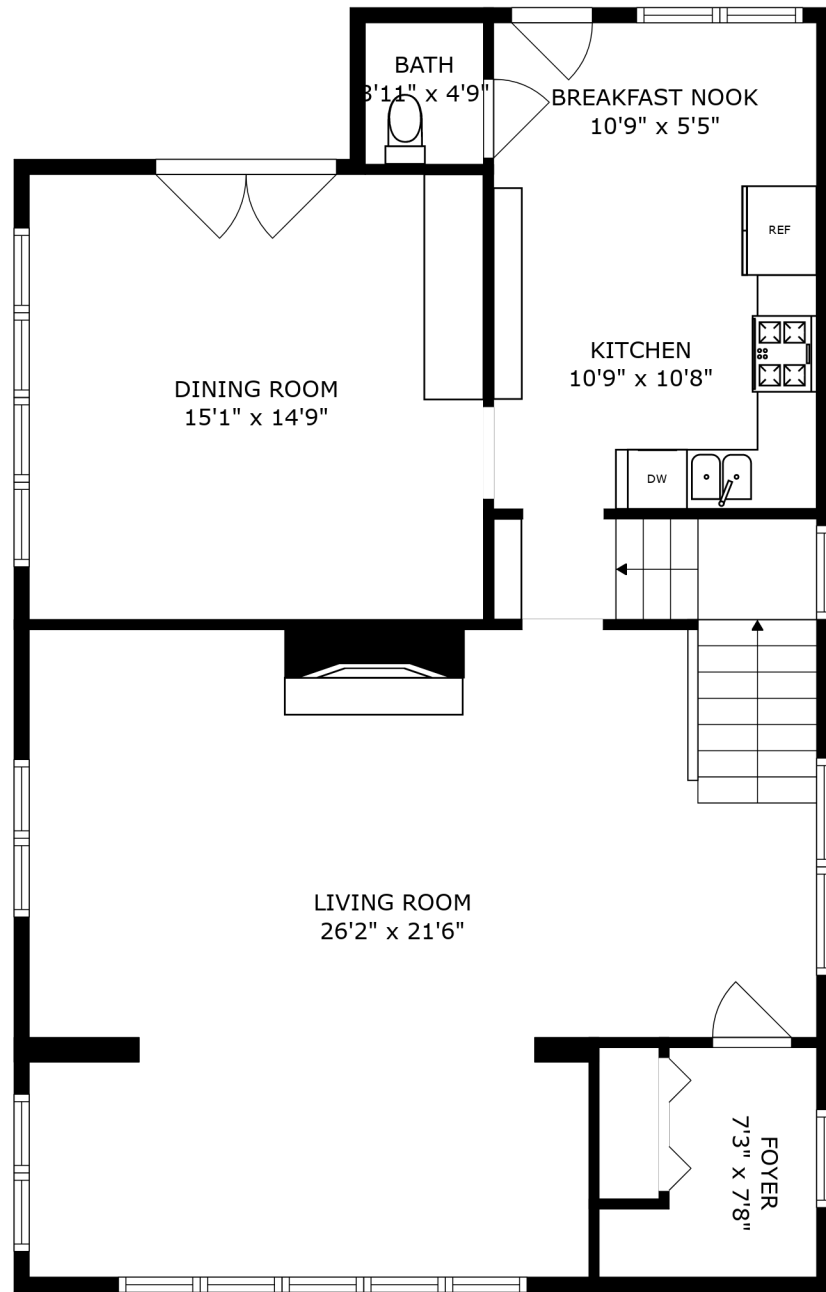 BATH
3'11" x 4'9"
BREAKFAST NOOK
10'9" x 5'5"
REF
KITCHEN
10'9" x 10'8"
DINING ROOM
15'1" x 14'9"
DW
LIVING ROOM
26'2" x 21'6"
FOYER
7'3" x 7'8"